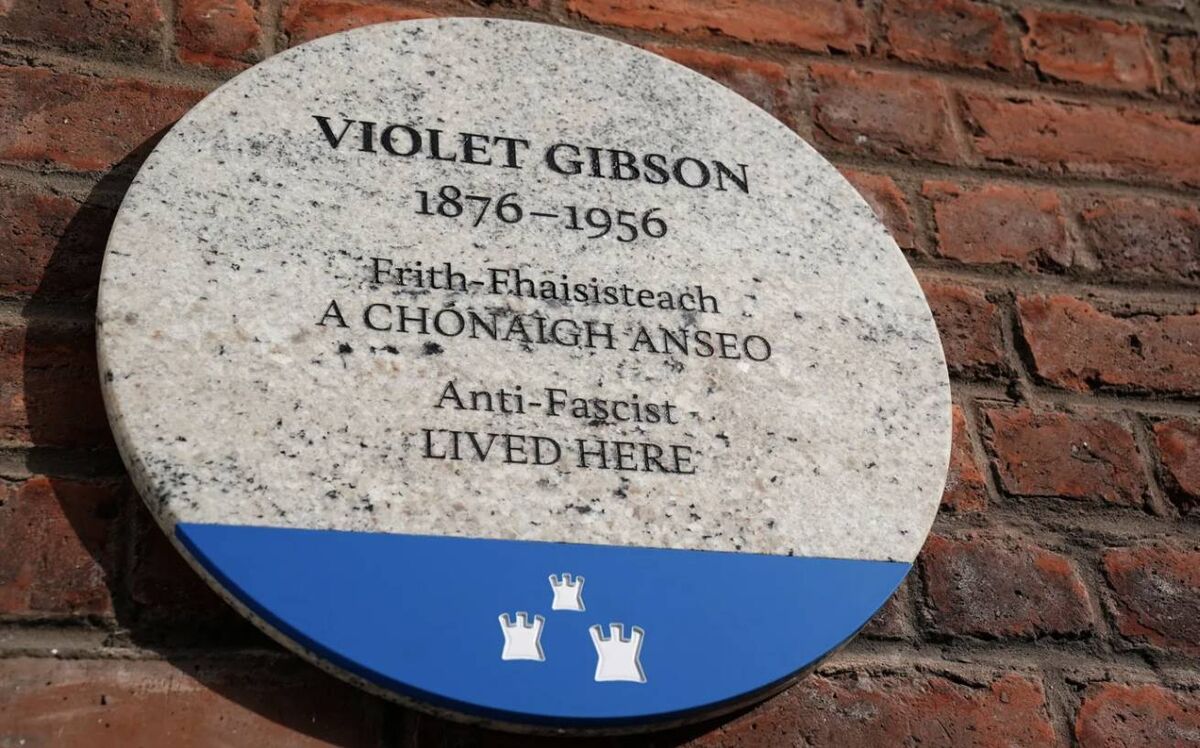 VIOLET GIBSON
1876–1956
Frith-Fhaisisteach
A CHÓNAIGH ANSEO
Anti-Fascist
LIVED HERE